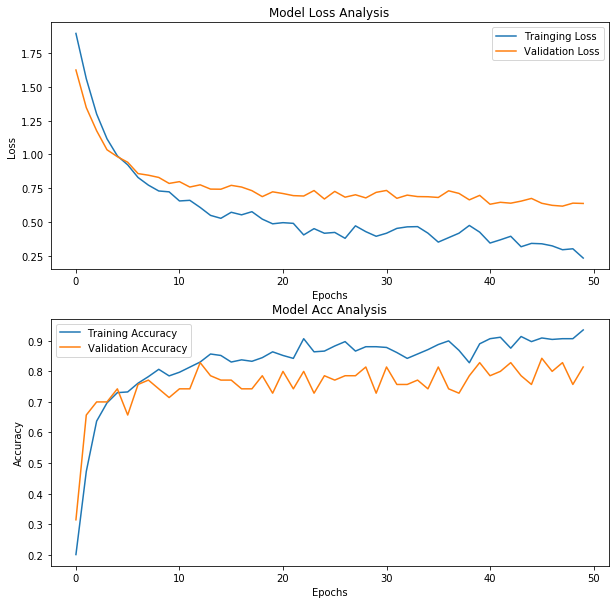 Model Loss Analysis
Loss
1.75
1.50
1.25
1.00
0.75
0.50
0.25
Trainging Loss
Validation Loss
0 10 20 30 40 50
Epochs
Model Acc Analysis
Accuracy
0.9
0.8
0.7
0.6
0.5
0.4
0.3
0.2
Training Accuracy
Validation Accuracy
0 10 20 30 40 50
Epochs